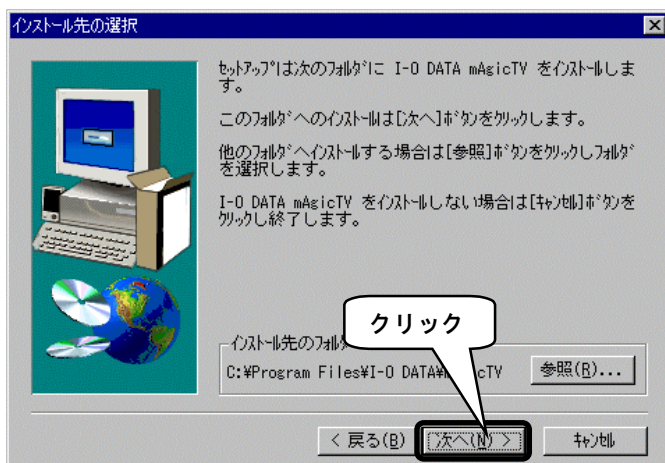 インストール先の選択
セットアップは次のフォルダに I-O DATA mAgicTV をインストールしま
す。
このフォルダへのインストールは[次へ]ボタンをクリックします。
他のフォルダへインストールする場合は[参照]ボタンをクリックしフォルダ
を選択します。
I-O DATA mAgicTV をインストールしない場合は[キャンセル]ボタンを
クリックし終了します。
クリック
インストール先のフォル
C:¥Program Files¥I-O DATA¥ cTV
参照(R)...
< 戻る(B)
次へ(N) >
キャンセル